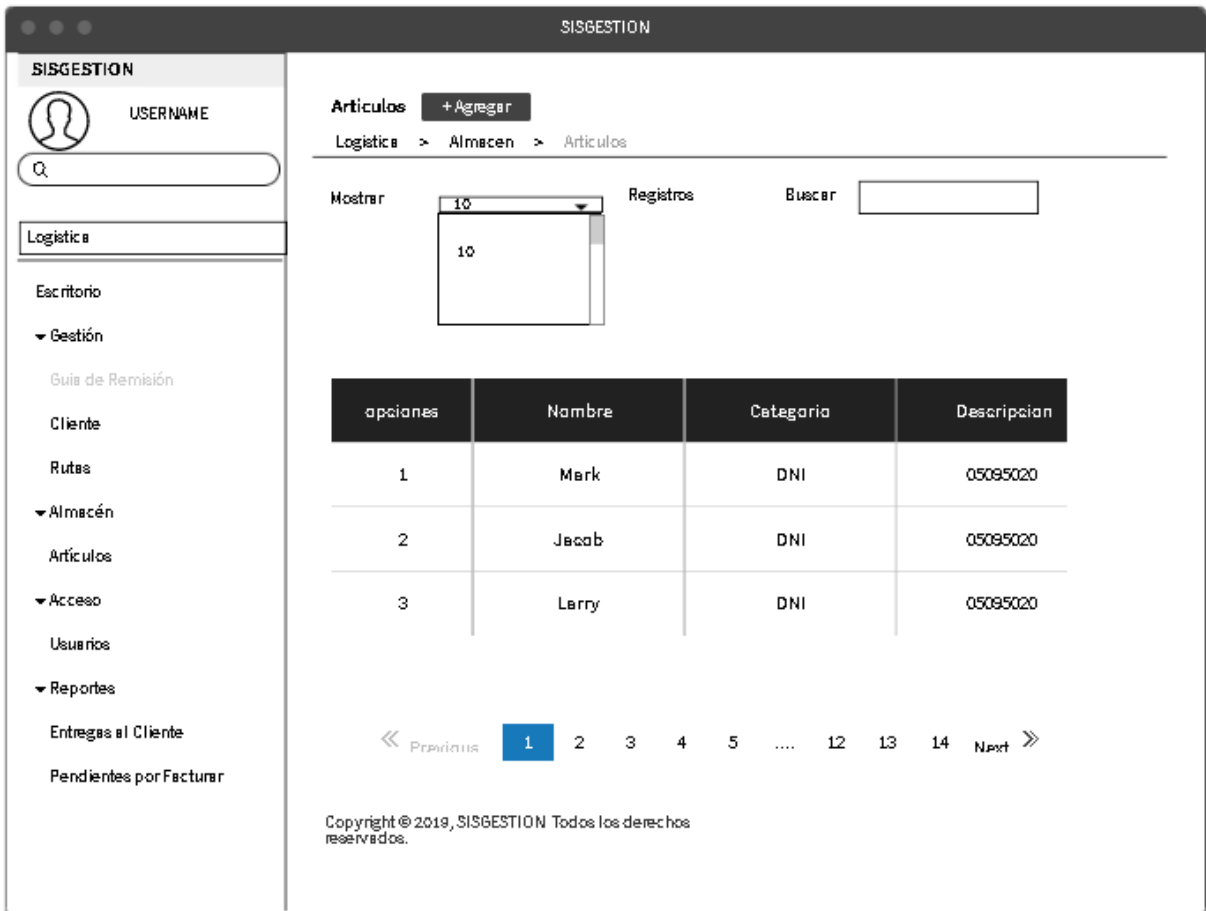 SISGESTION
SISGESTION
USERNAME
Logistica
Escritorio
Gestión
Guia de Remisión
Cliente
Rutas
Almacén
Artículos
Acceso
Usuarios
Reportes
Entregas al Cliente
Pendientes por Facturar
Articulos + Agregar
Logistica > Almacen > Articulos
Mostrar 10 Registros Buscar
10
opciones Nombre Categoria Descripcion
1 Mark DNI 05095020
2 Jacob DNI 05095020
3 Larry DNI 05095020
« Previous 1 2 3 4 5 .... 12 13 14 Next »
Copyright © 2019, SISGESTION Todos los derechos
reservados.